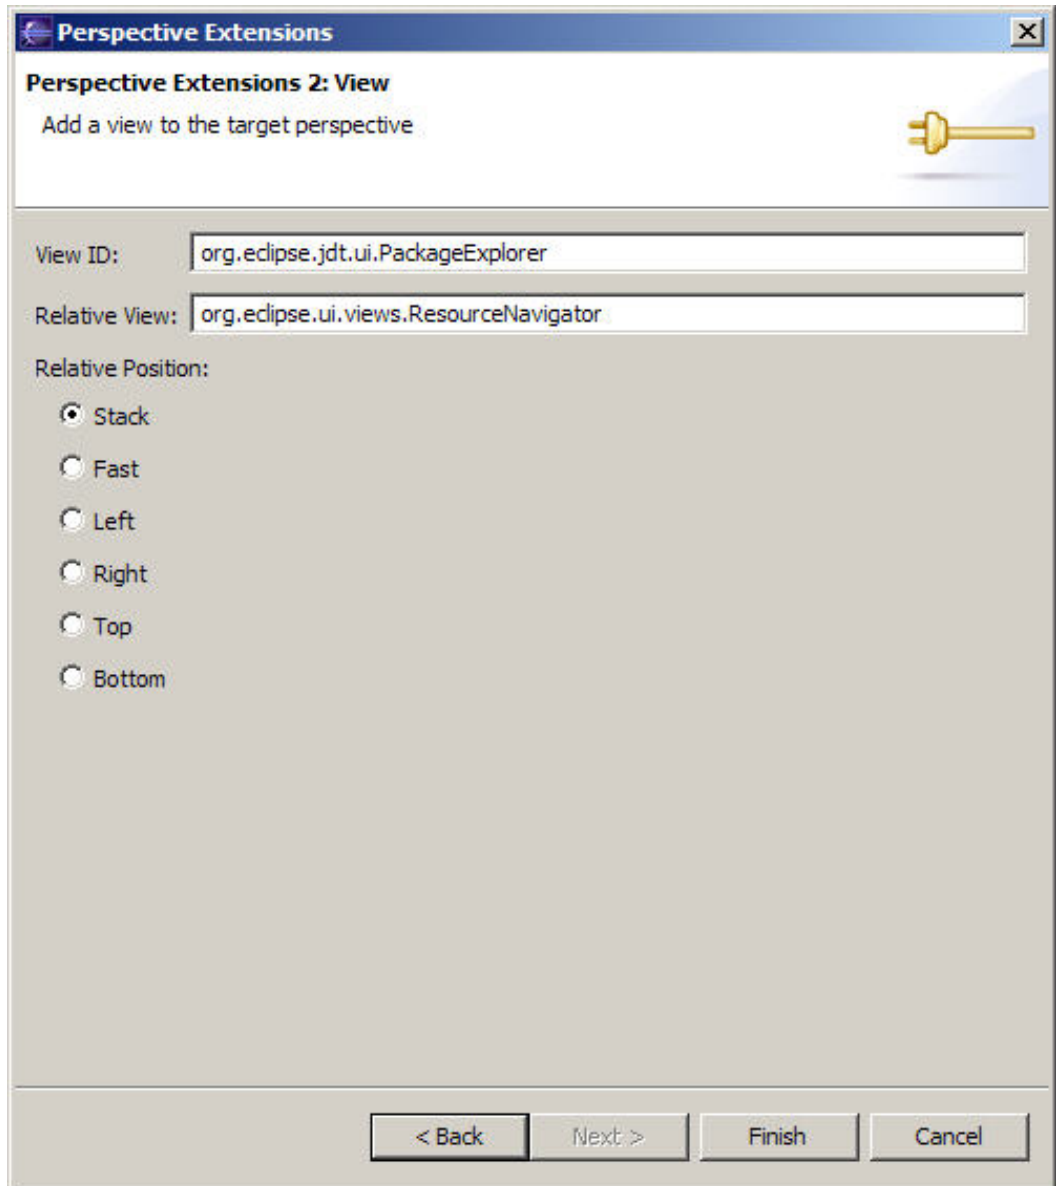 Perspective Extensions
Perspective Extensions 2: View
Add a view to the target perspective
View ID: org.eclipse.jdt.ui.PackageExplorer
Relative View: org.eclipse.ui.views.ResourceNavigator
Relative Position:
Stack
Fast
Left
Right
Top
Bottom
< Back Next > Finish Cancel